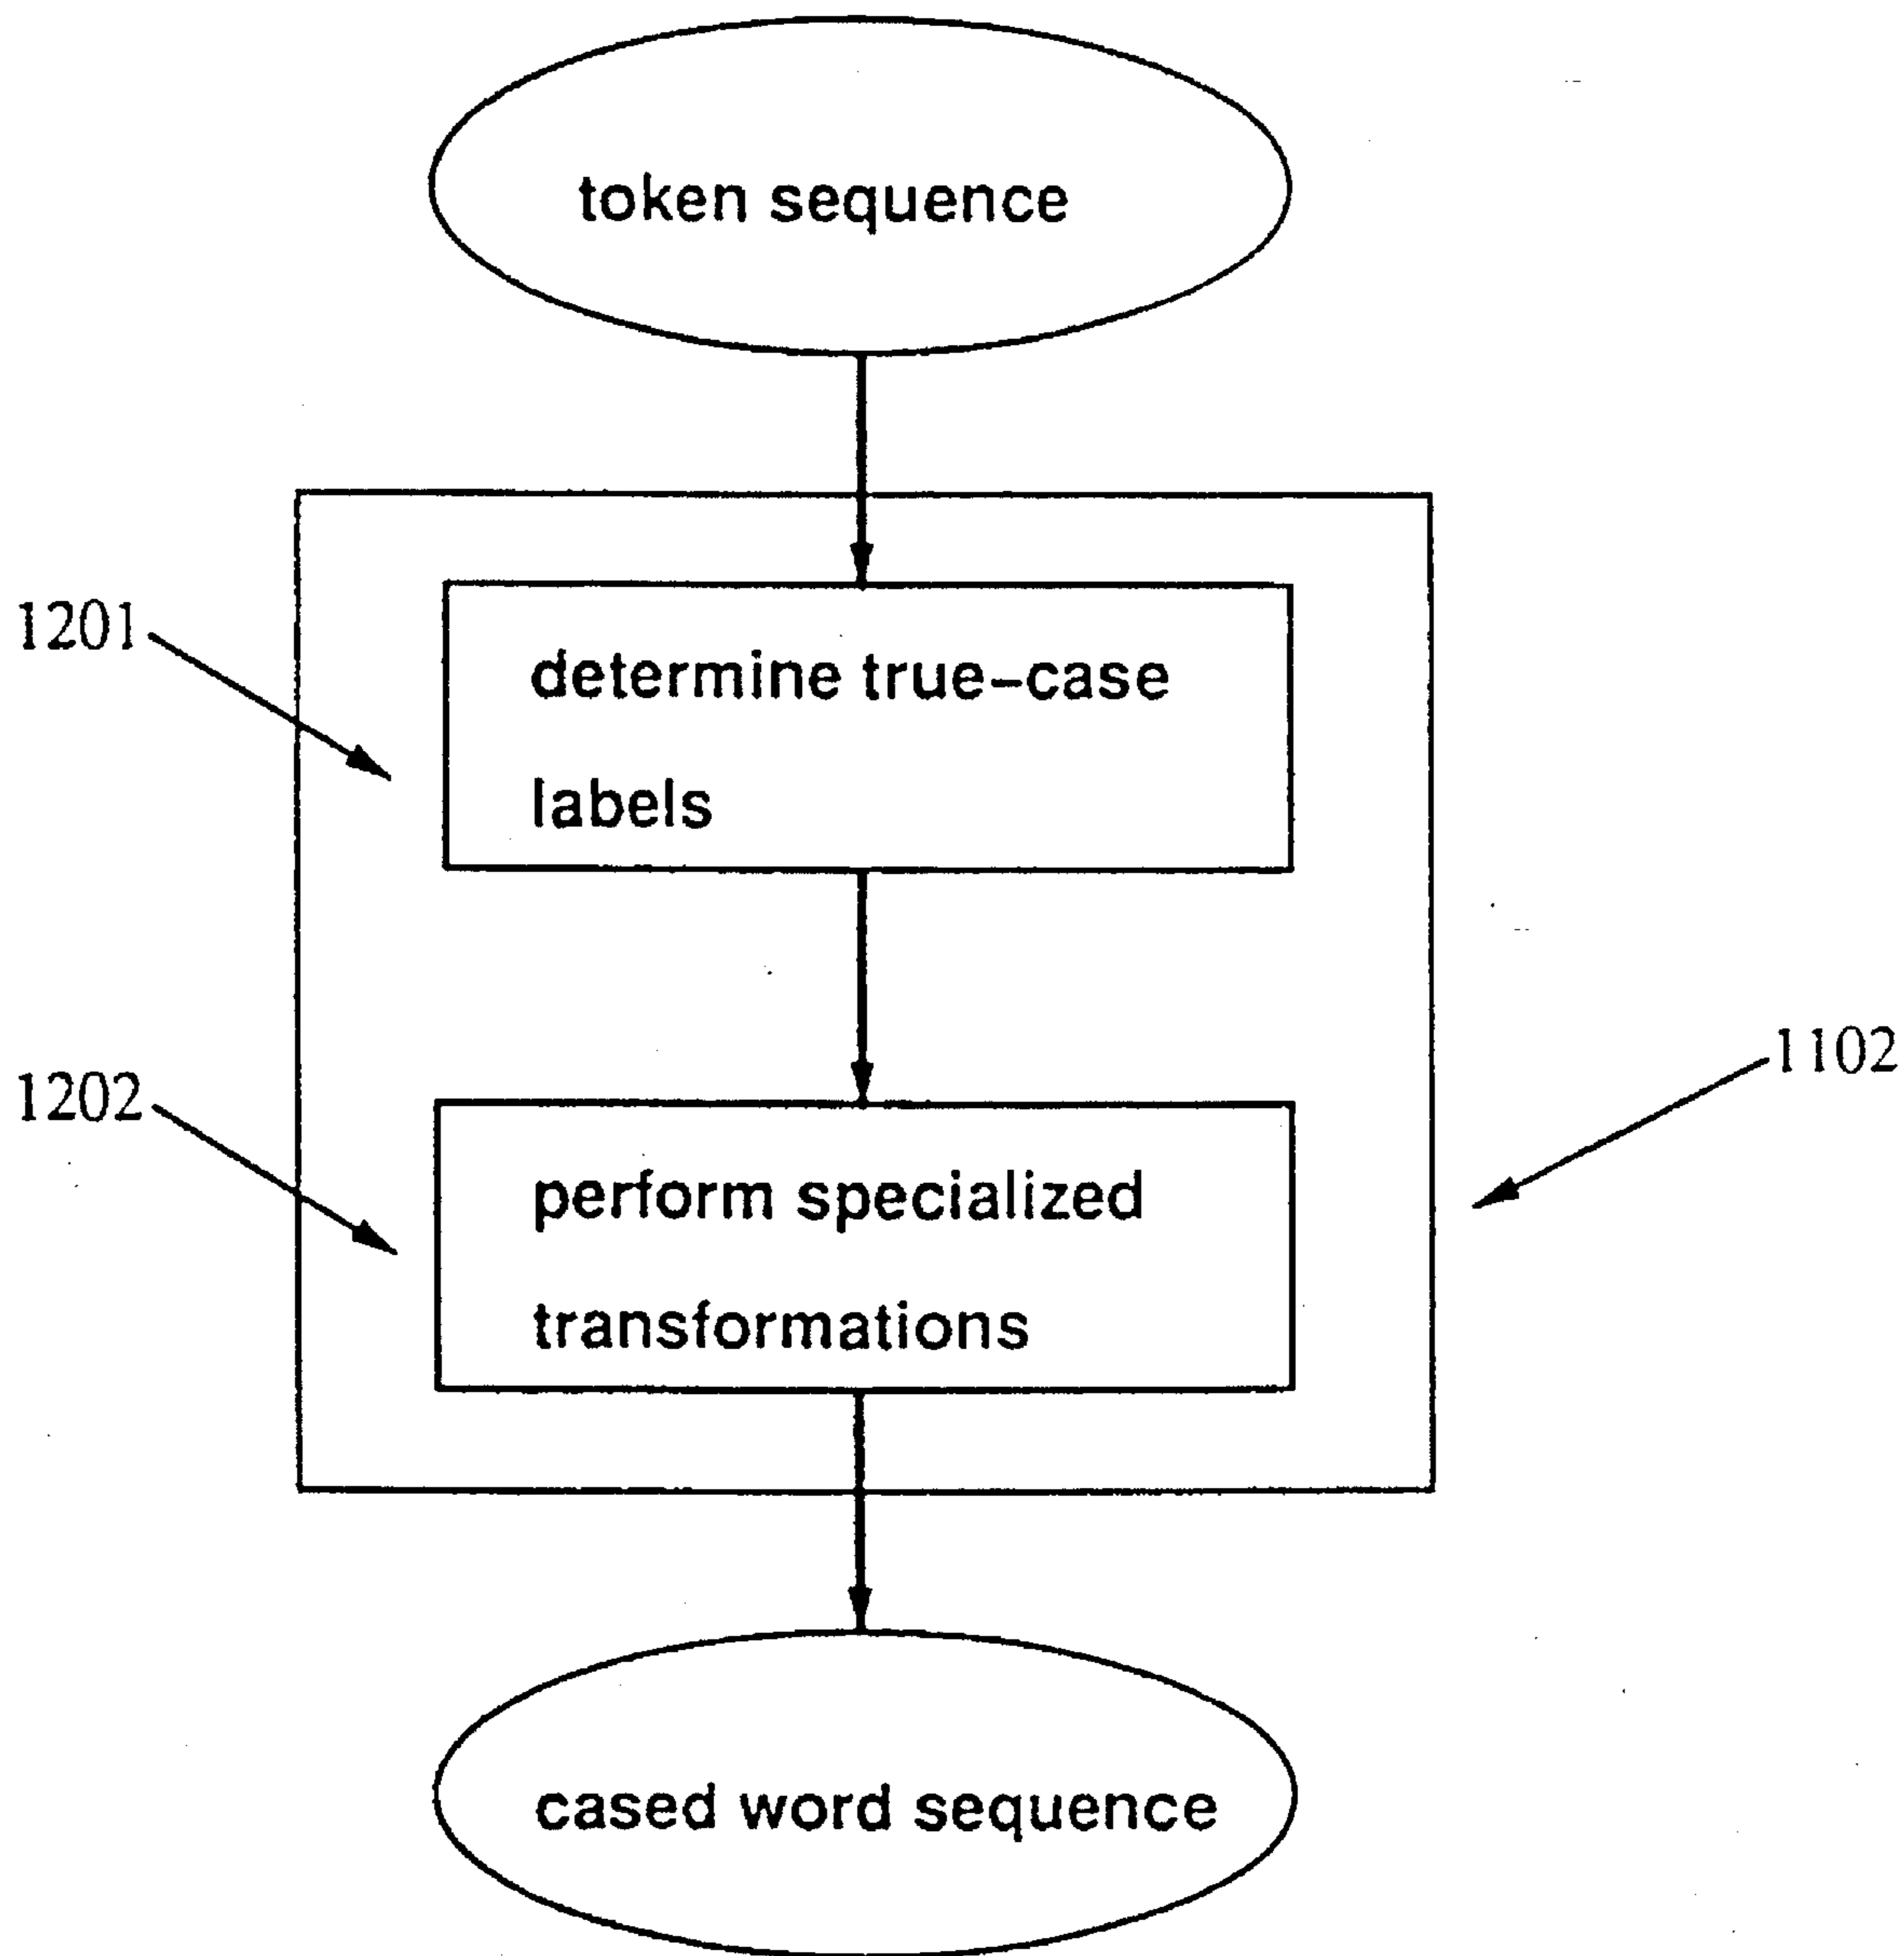 token sequence
1201
determine true-case
labels
1102
1202
perform specialized
transformations
cased word sequence